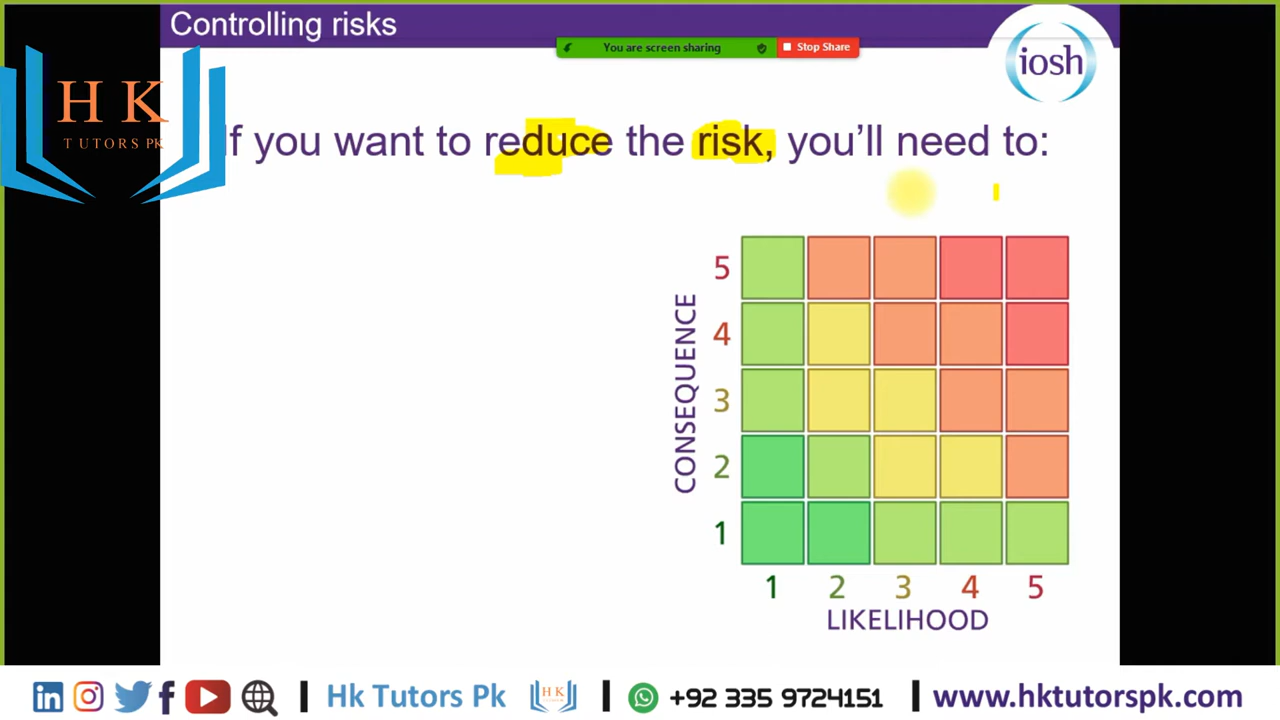 Controlling risks
You are screen sharing
Stop Share
iosh
H K
TUTORS PK
If you want to reduce the risk, you'll need to:
CONSEQUENCE
5
4
3
2
1
1 2 3 4 5
LIKELIHOOD
Hk Tutors Pk
H K
+92 335 9724151
www.hktutorspk.com